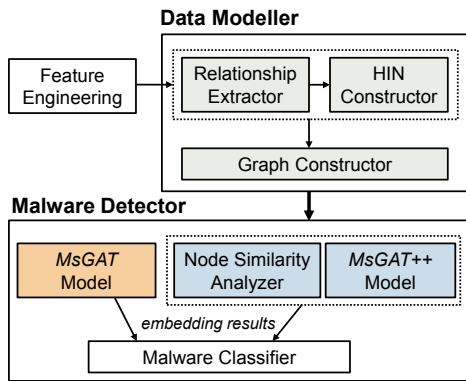 Data Modeller
Feature
Engineering
Relationship
Extractor
HIN
Constructor
Graph Constructor
Malware Detector
MsGAT
Model
Node Similarity
Analyzer
MsGAT++
Model
embedding results
Malware Classifier